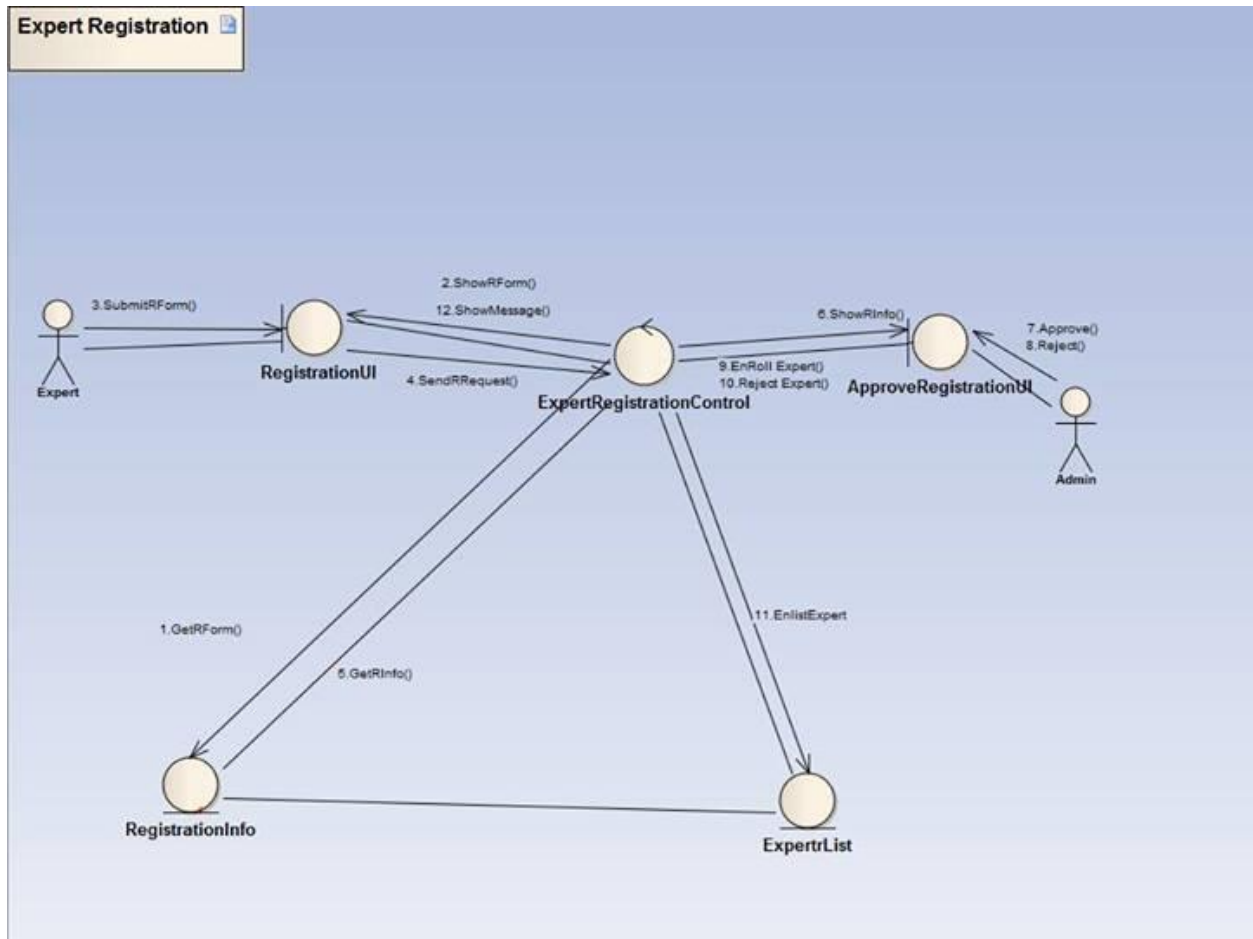 Expert Registration
2.ShowRForm()
3.SubmitRForm()
12.ShowMessage()
6.ShowRInfo()
7.Approve()
8.Reject()
RegistrationUI
4.SendRRequest()
9.EnRoll Expert()
10.Reject Expert()
ApproveRegistrationUI
Expert
ExpertRegistrationControl
Admin
11.EnlistExpert
1.GetRForm()
5.GetRInfo()
RegistrationInfo
ExpertrList